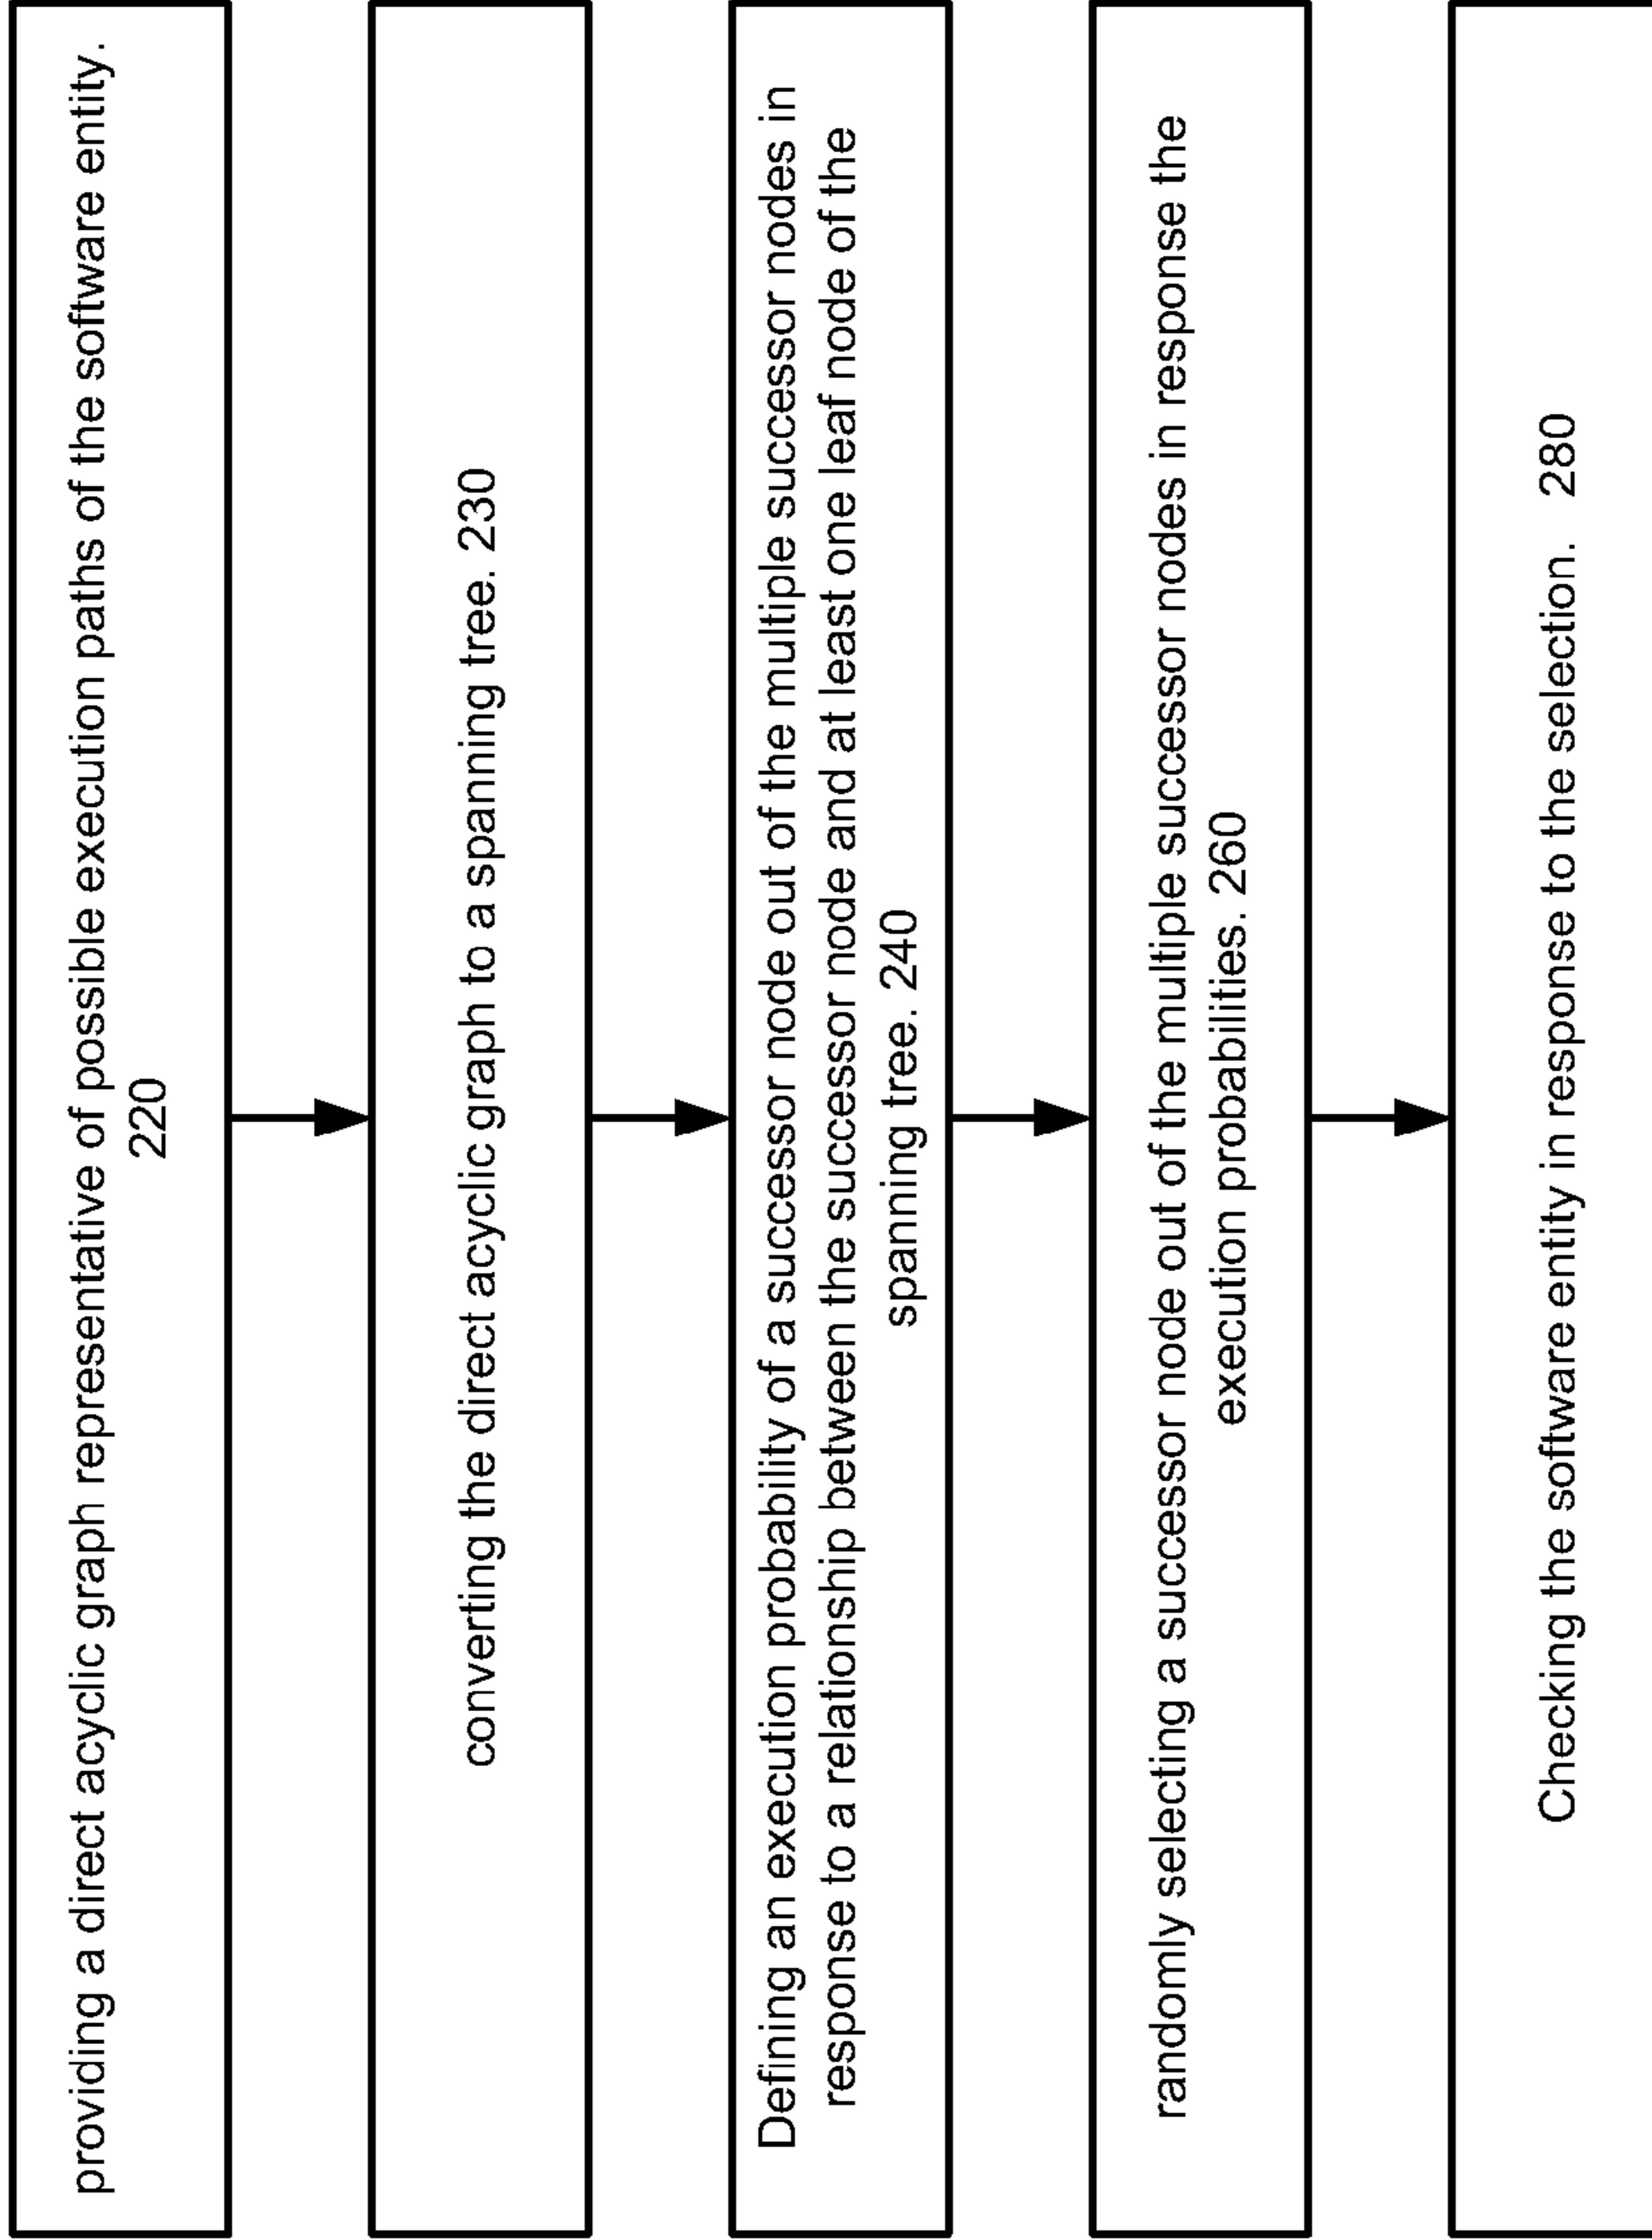 providing a direct acyclic graph representative of possible execution paths of the software entity.
220
converting the direct acyclic graph to a spanning tree. 230
Defining an execution probability of a successor node out of the multiple successor nodes in
response to a relationship between the successor node and at least one leaf node of the
spanning tree. 240
randomly selecting a successor node out of the multiple successor nodes in response the
execution probabilities. 260
Checking the software entity in response to the selection. 280